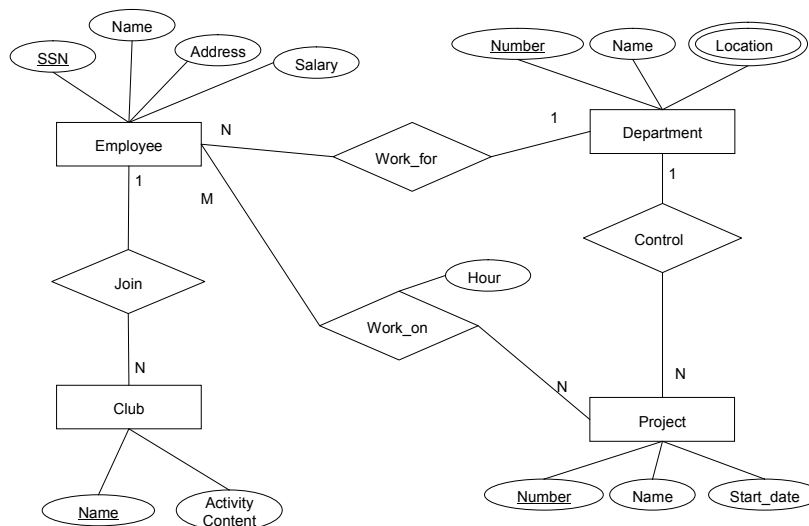 Name
SSN
Address
Salary
Number
Name
Location
Employee
N
Work_for
1
Department
1
M
1
Join
Control
Hour
Work_on
N
N
N
Club
Project
Name
Activity
Content
Number
Name
Start_date